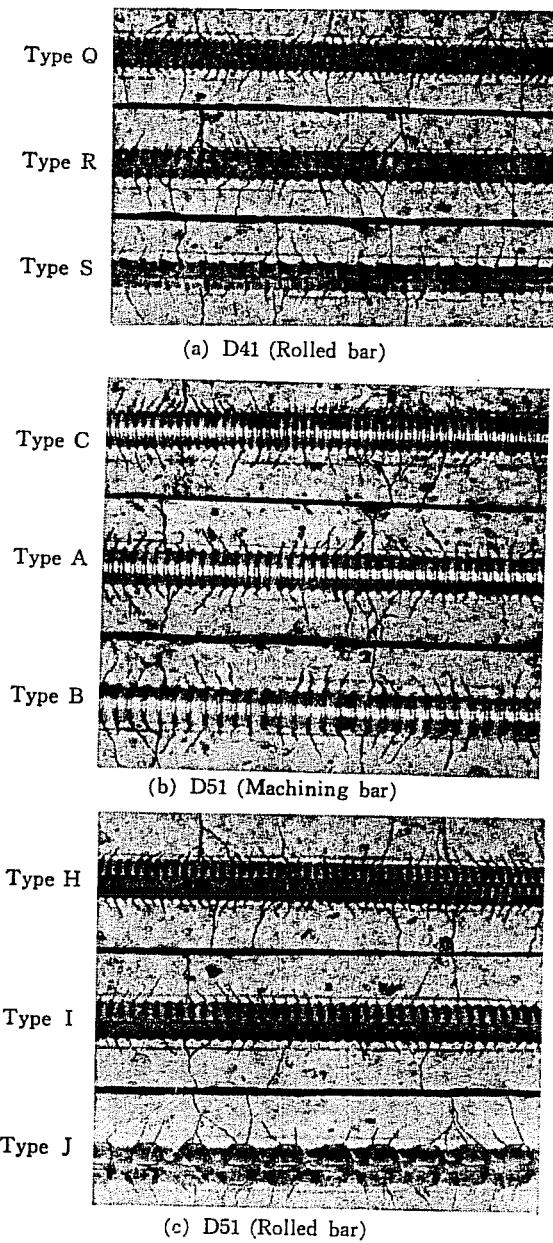 Type Q
Type R
Type S
(a) D41 (Rolled bar)
Type C
Type A
Type B
(b) D51 (Machining bar)
Type H
Type I
Type J
(c) D51 (Rolled bar)